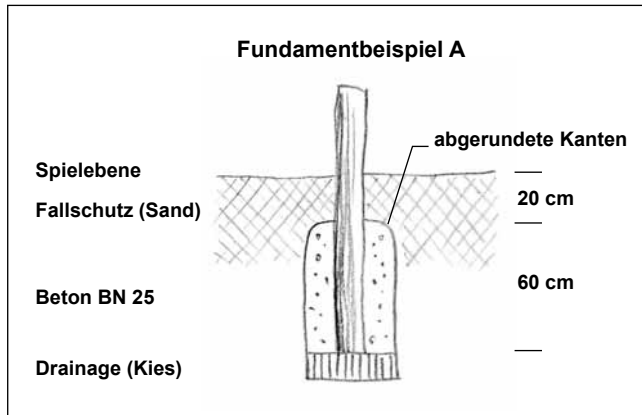 Fundamentbeispiel A
abgerundete Kanten
Spielebene
20 cm
Fallschutz (Sand)
60 cm
Beton BN 25
Drainage (Kies)